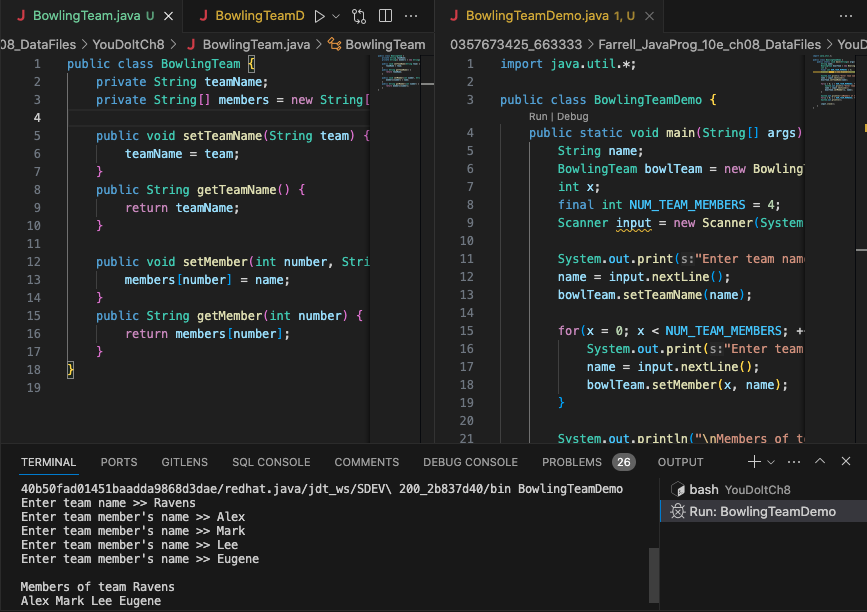 BowlingTeam.java U
BowlingTeamD
08_DataFiles > YouDoItCh8 > BowlingTeam.java > BowlingTeam
1 public class BowlingTeam {
2 private String teamName;
3 private String[] members = new String[
4
5 public void setTeamName(String team) {
6 teamName = team;
7 }
8 public String getTeamName() {
9 return teamName;
10 }
11
12 public void setMember(int number, Stri
13 members[number] = name;
14 }
15 public String getMember(int number) {
16 return members[number];
17 }
18 }
19
BowlingTeamDemo.java 1, U
0357673425_663333 > Farrell_JavaProg_10e_ch08_DataFiles > YouD
1 import java.util.*;
2
3 public class BowlingTeamDemo {
Run | Debug
4 public static void main(String[] args)
5 String name;
6 BowlingTeam bowlTeam = new Bowling
7 int x;
8 final int NUM_TEAM_MEMBERS = 4;
9 Scanner input = new Scanner(System
10
11 System.out.print(s:"Enter team nam
12 name = input.nextLine();
13 bowlTeam.setTeamName(name);
14
15 for(x = 0; x < NUM_TEAM_MEMBERS; ++
16 System.out.print(s:"Enter team
17 name = input.nextLine();
18 bowlTeam.setMember(x, name);
19 }
20
21 System.out.println("\nMembers of te
TERMINAL PORTS GITLENS SQL CONSOLE COMMENTS DEBUG CONSOLE PROBLEMS 26 OUTPUT
40b50fad01451baadda9868d3dae/redhat.java/jdt_ws/SDEV\ 200_2b837d40/bin BowlingTeamDemo
Enter team name >> Ravens
Enter team member's name >> Alex
Enter team member's name >> Mark
Enter team member's name >> Lee
Enter team member's name >> Eugene

Members of team Ravens
Alex Mark Lee Eugene
bash YouDoItCh8
Run: BowlingTeamDemo